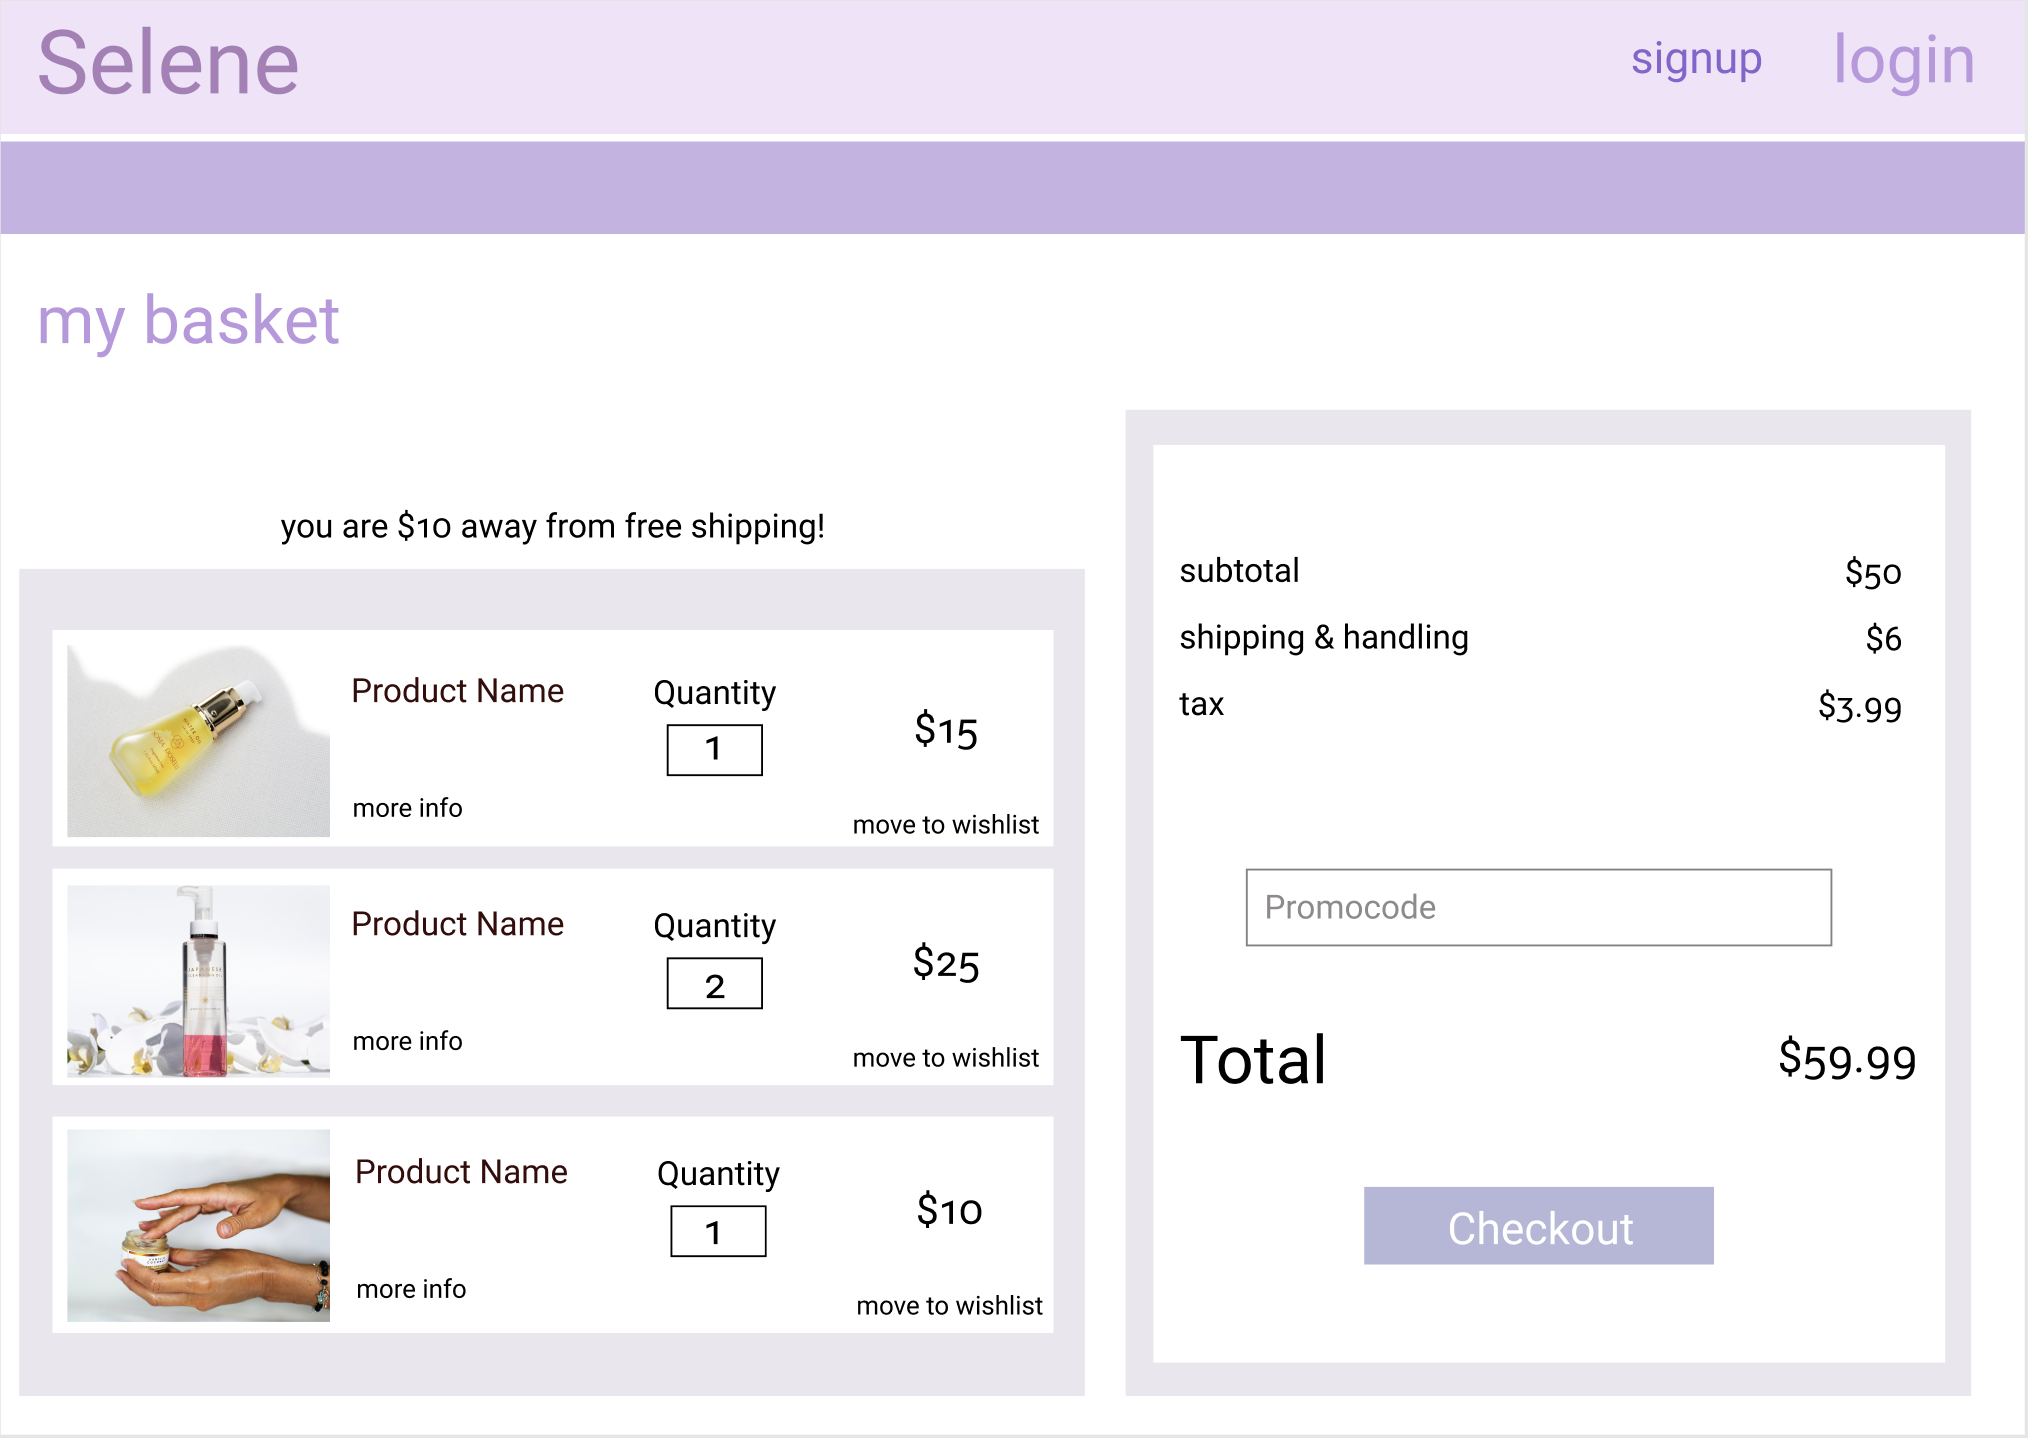 Selene
signup
login
my basket
you are $10 away from free shipping!
Product Name
Quantity
1
$15
more info
move to wishlist
Product Name
Quantity
2
$25
more info
move to wishlist
Product Name
Quantity
1
$10
more info
move to wishlist
subtotal
$50
shipping & handling
$6
tax
$3.99
Promocode
Total
$59.99
Checkout